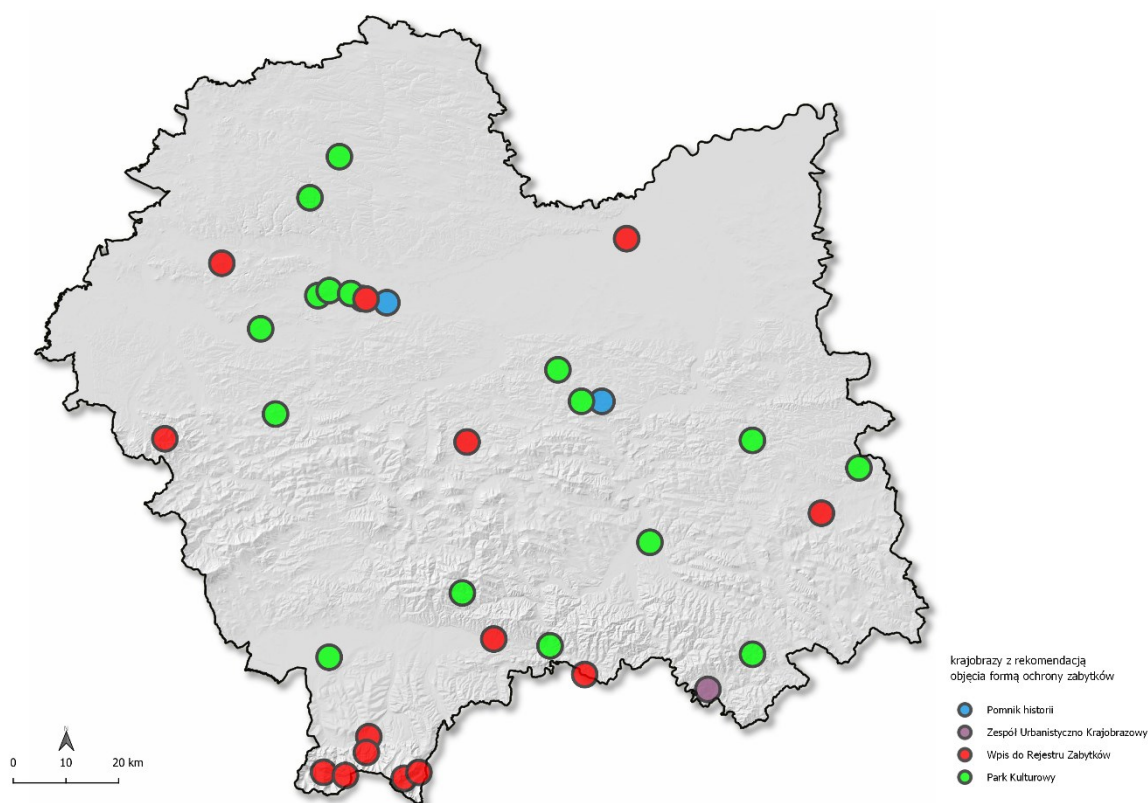 krajobrazy z rekomendacją
objęcia formą ochrony zabytków
Pomnik historii
Zespół Urbanistyczno Krajobrazowy
Wpis do Rejestru Zabytków
Park Kulturowy
0 10 20 km